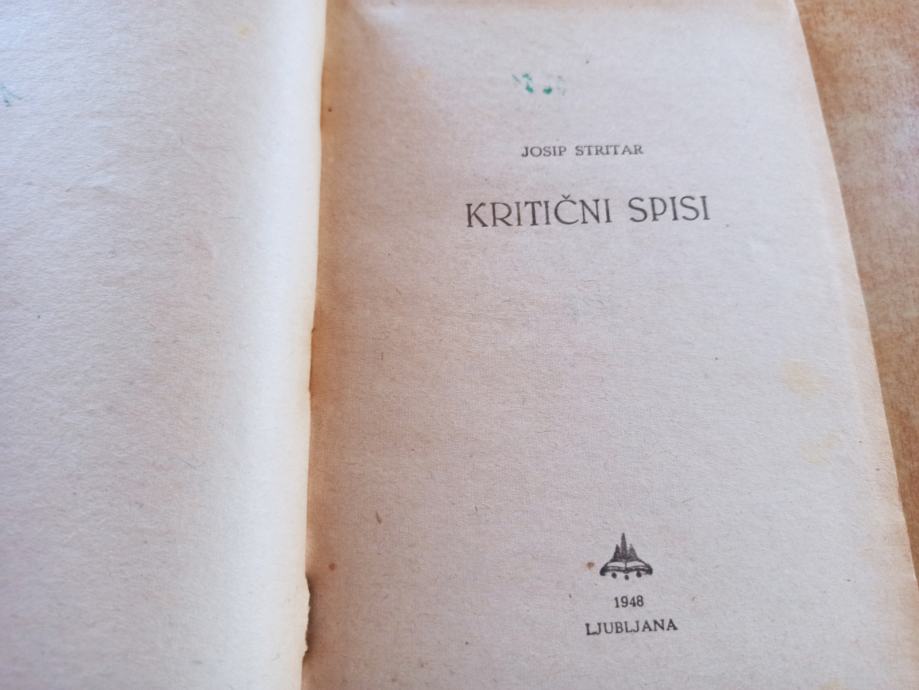 JOSIP STRITAR
KRITIČNI SPISI
1948
LJUBLJANA